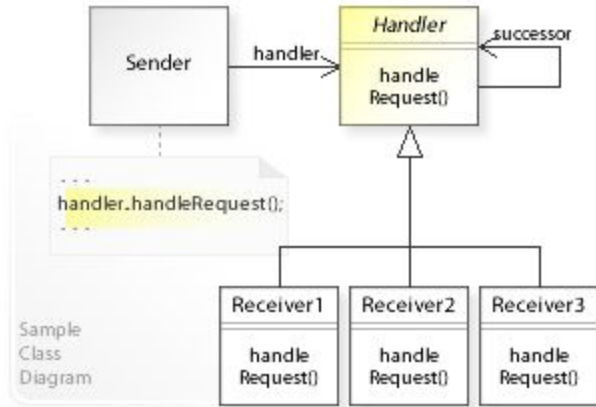 Handler
successor
Sender
handler
handle
Request()
. . .
handler.handleRequest();
. . .
Receiver1
Receiver2
Receiver3
handle
Request()
handle
Request()
handle
Request()
Sample
Class
Diagram